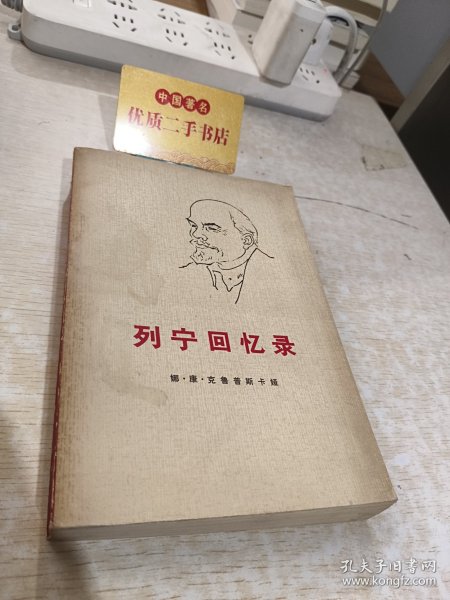 中国著名
优质二手书店
列宁回忆录
娜·康·克鲁普斯卡娅
孔夫子旧书网
www.kongfz.com